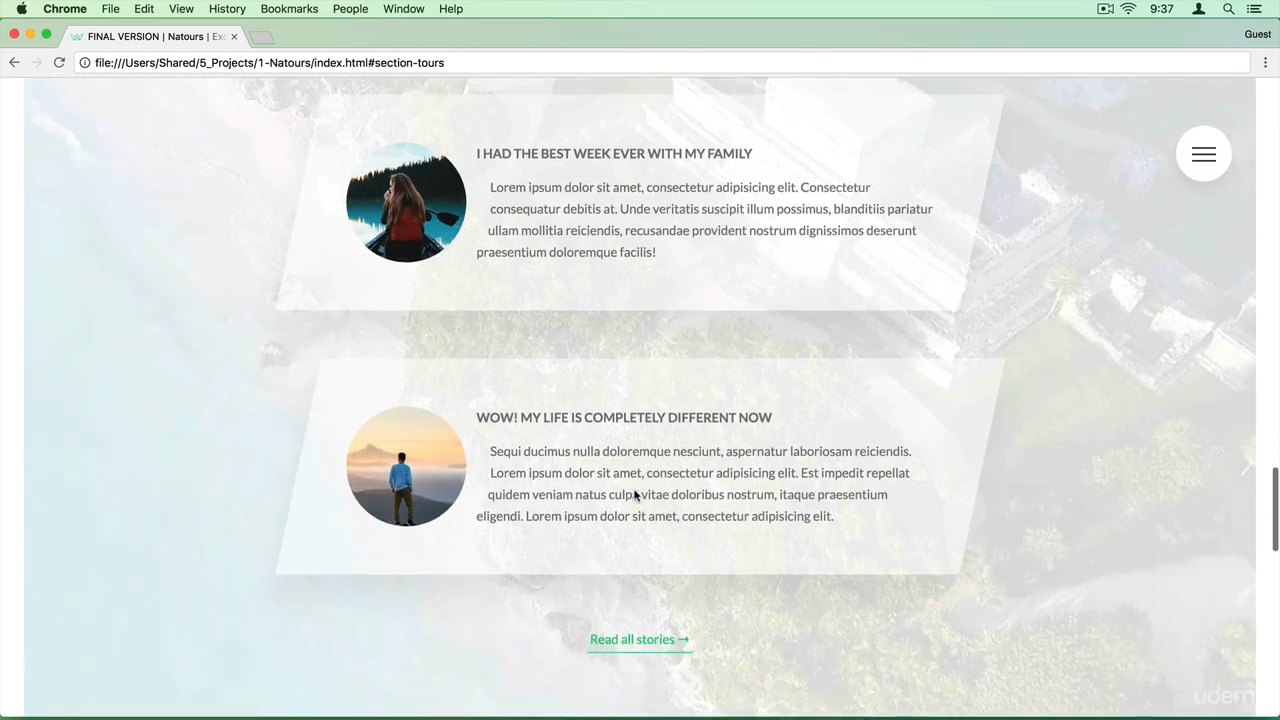 Chrome File Edit View History Bookmarks People Window Help 9:37
FINAL VERSION | Natours | Exc
Guest
file:///Users/Shared/5_Projects/1-Natours/index.html#section-tours
I HAD THE BEST WEEK EVER WITH MY FAMILY
Lorem ipsum dolor sit amet, consectetur adipisicing elit. Consectetur
consequatur debitis at. Unde veritatis suscipit illum possimus, blanditiis pariatur
ullam mollitia reiciendis, recusandae provident nostrum dignissimos deserunt
praesentium doloremque facilis!
WOW! MY LIFE IS COMPLETELY DIFFERENT NOW
Sequi ducimus nulla doloremque nesciunt, aspernatur laboriosam reiciendis.
Lorem ipsum dolor sit amet, consectetur adipisicing elit. Est impedit repellat
quidem veniam natus culpa vitae doloribus nostrum, itaque praesentium
eligendi. Lorem ipsum dolor sit amet, consectetur adipisicing elit.
Read all stories →
udemy